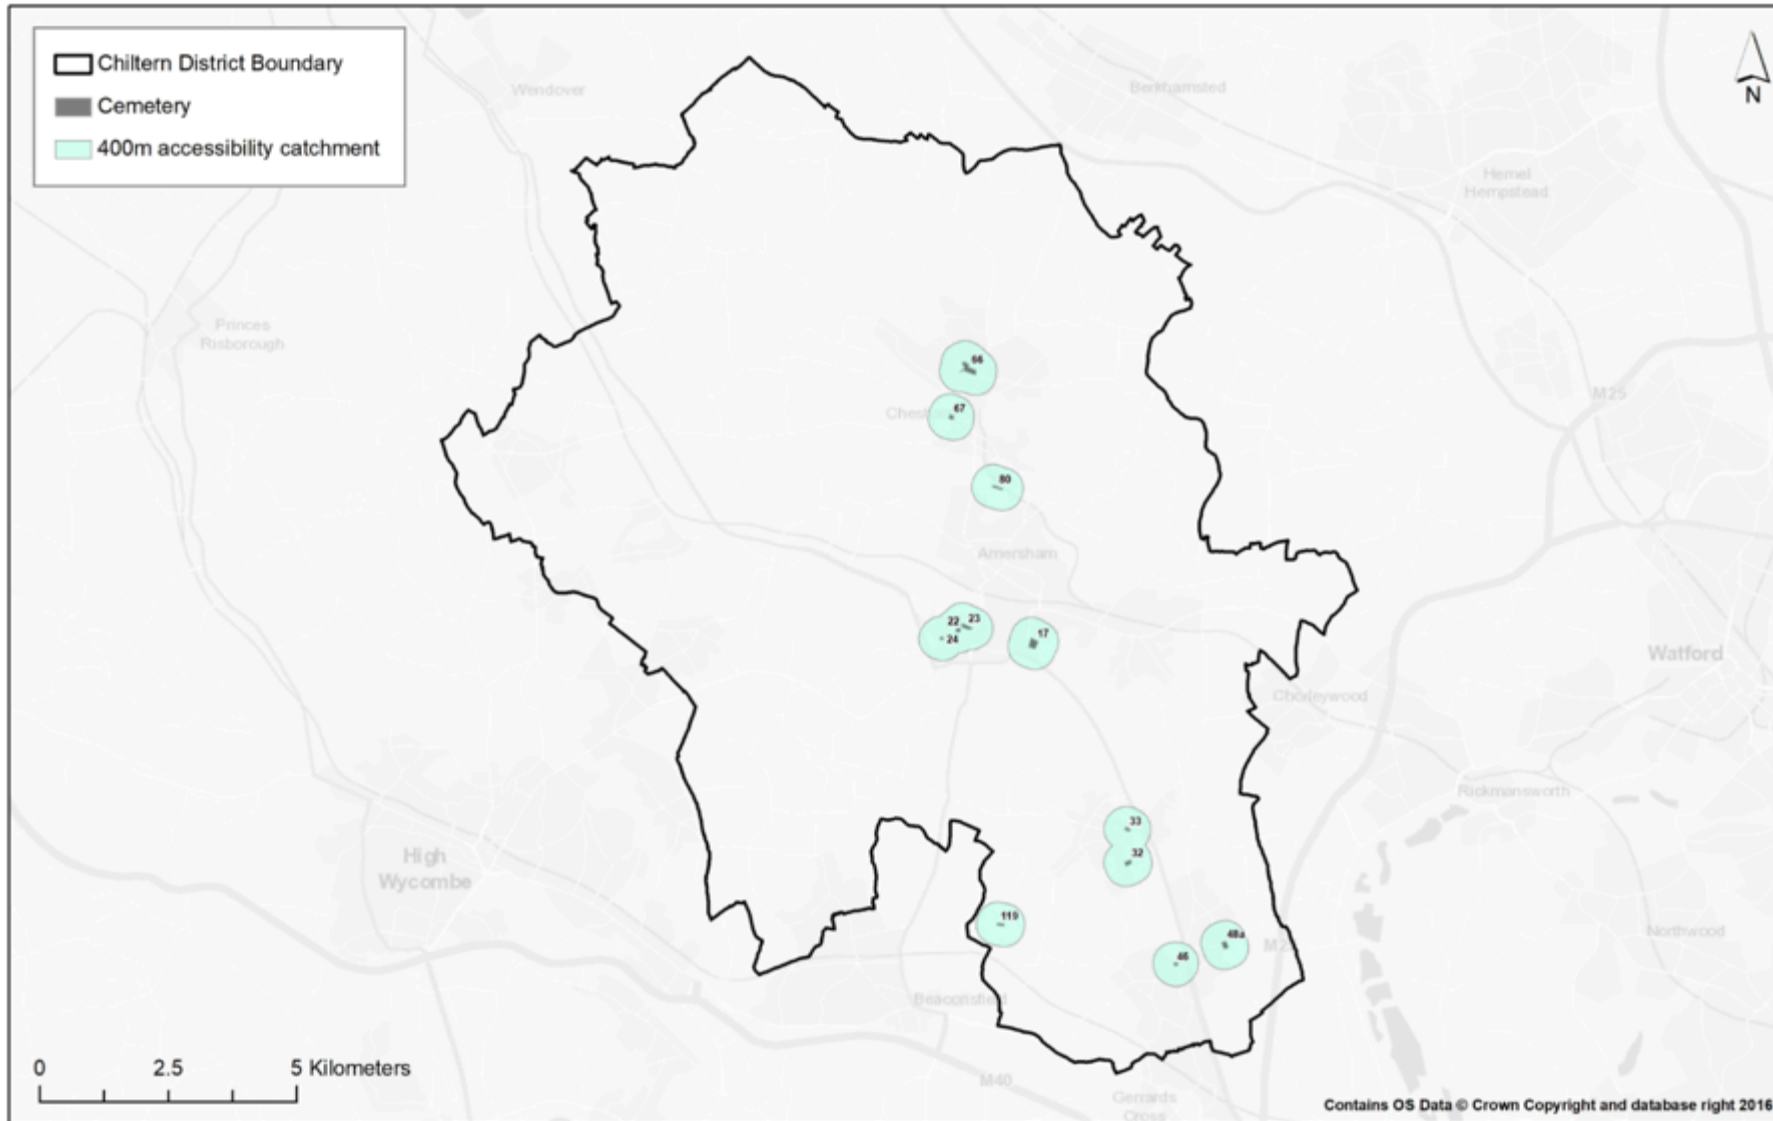 Chiltern District Boundary
Cemetery
400m accessibility catchment
N
Wendover
Berkhamsted
Hemel
Hempstead
Princes
Risborough
M25
66
67
80
Amersham
22
23
24
17
Watford
Chorleywood
Rickmansworth
33
32
High
Wycombe
119
48a
46
Northwood
Beaconsfield
0 2.5 5 Kilometers
M40
Gerrards
Cross
Contains OS Data © Crown Copyright and database right 2016